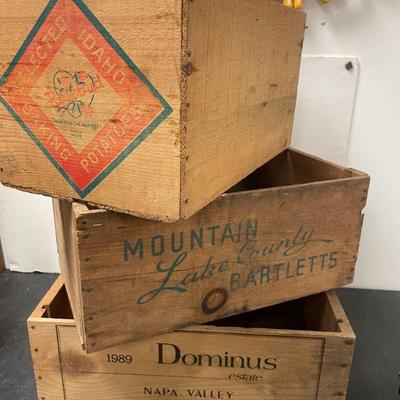 SELECTED IDAHO
BAKING POTATOES
MOUNTAIN
Lake County
BARTLETTS
1989 Dominus
estate
NAPA VALLEY